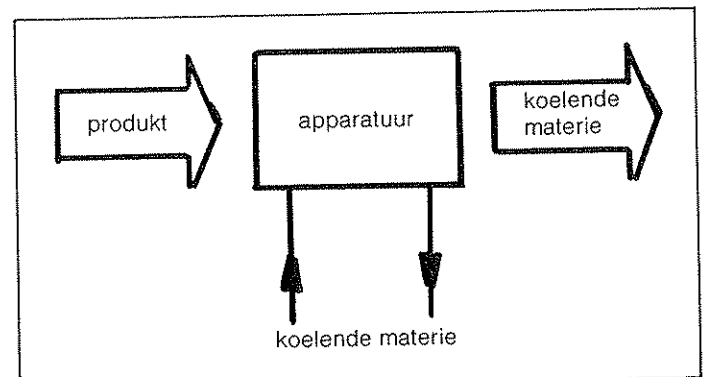 produkt
apparatuur
koelende
materie
koelende materie